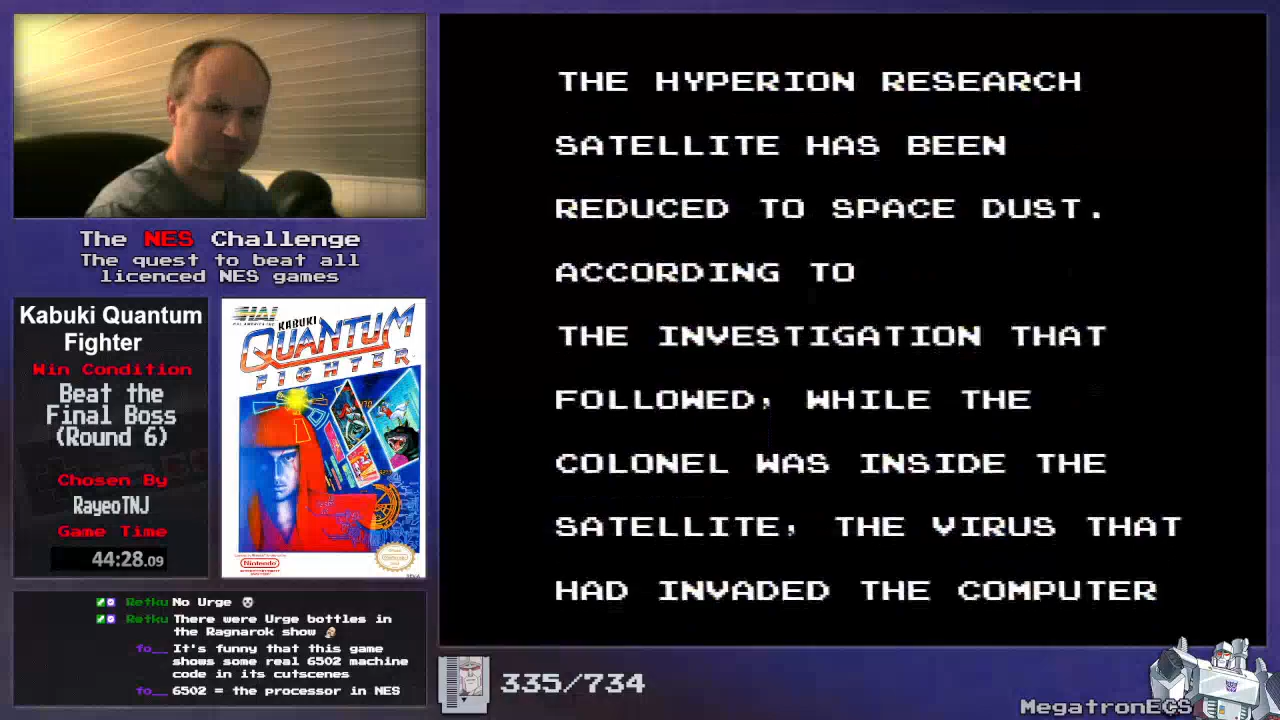 THE HYPERION RESEARCH
SATELLITE HAS BEEN
REDUCED TO SPACE DUST.
ACCORDING TO
THE INVESTIGATION THAT
FOLLOWED, WHILE THE
COLONEL WAS INSIDE THE
SATELLITE, THE VIRUS THAT
HAD INVADED THE COMPUTER
The NES Challenge
The quest to beat all
licenced NES games
Kabuki Quantum
Fighter
Win Condition
Beat the
Final Boss
(Round 6)
Chosen By
RayeoTNJ
Game Time
44:28.09
HAL
KABUKI
QUANTUM
FIGHTER
Nintendo
Retku No Urge
Retku There were Urge bottles in
the Ragnarok show
fo__ It's funny that this game
shows some real 6502 machine
code in its cutscenes
fo__ 6502 = the processor in NES
335/734
MegatronECS